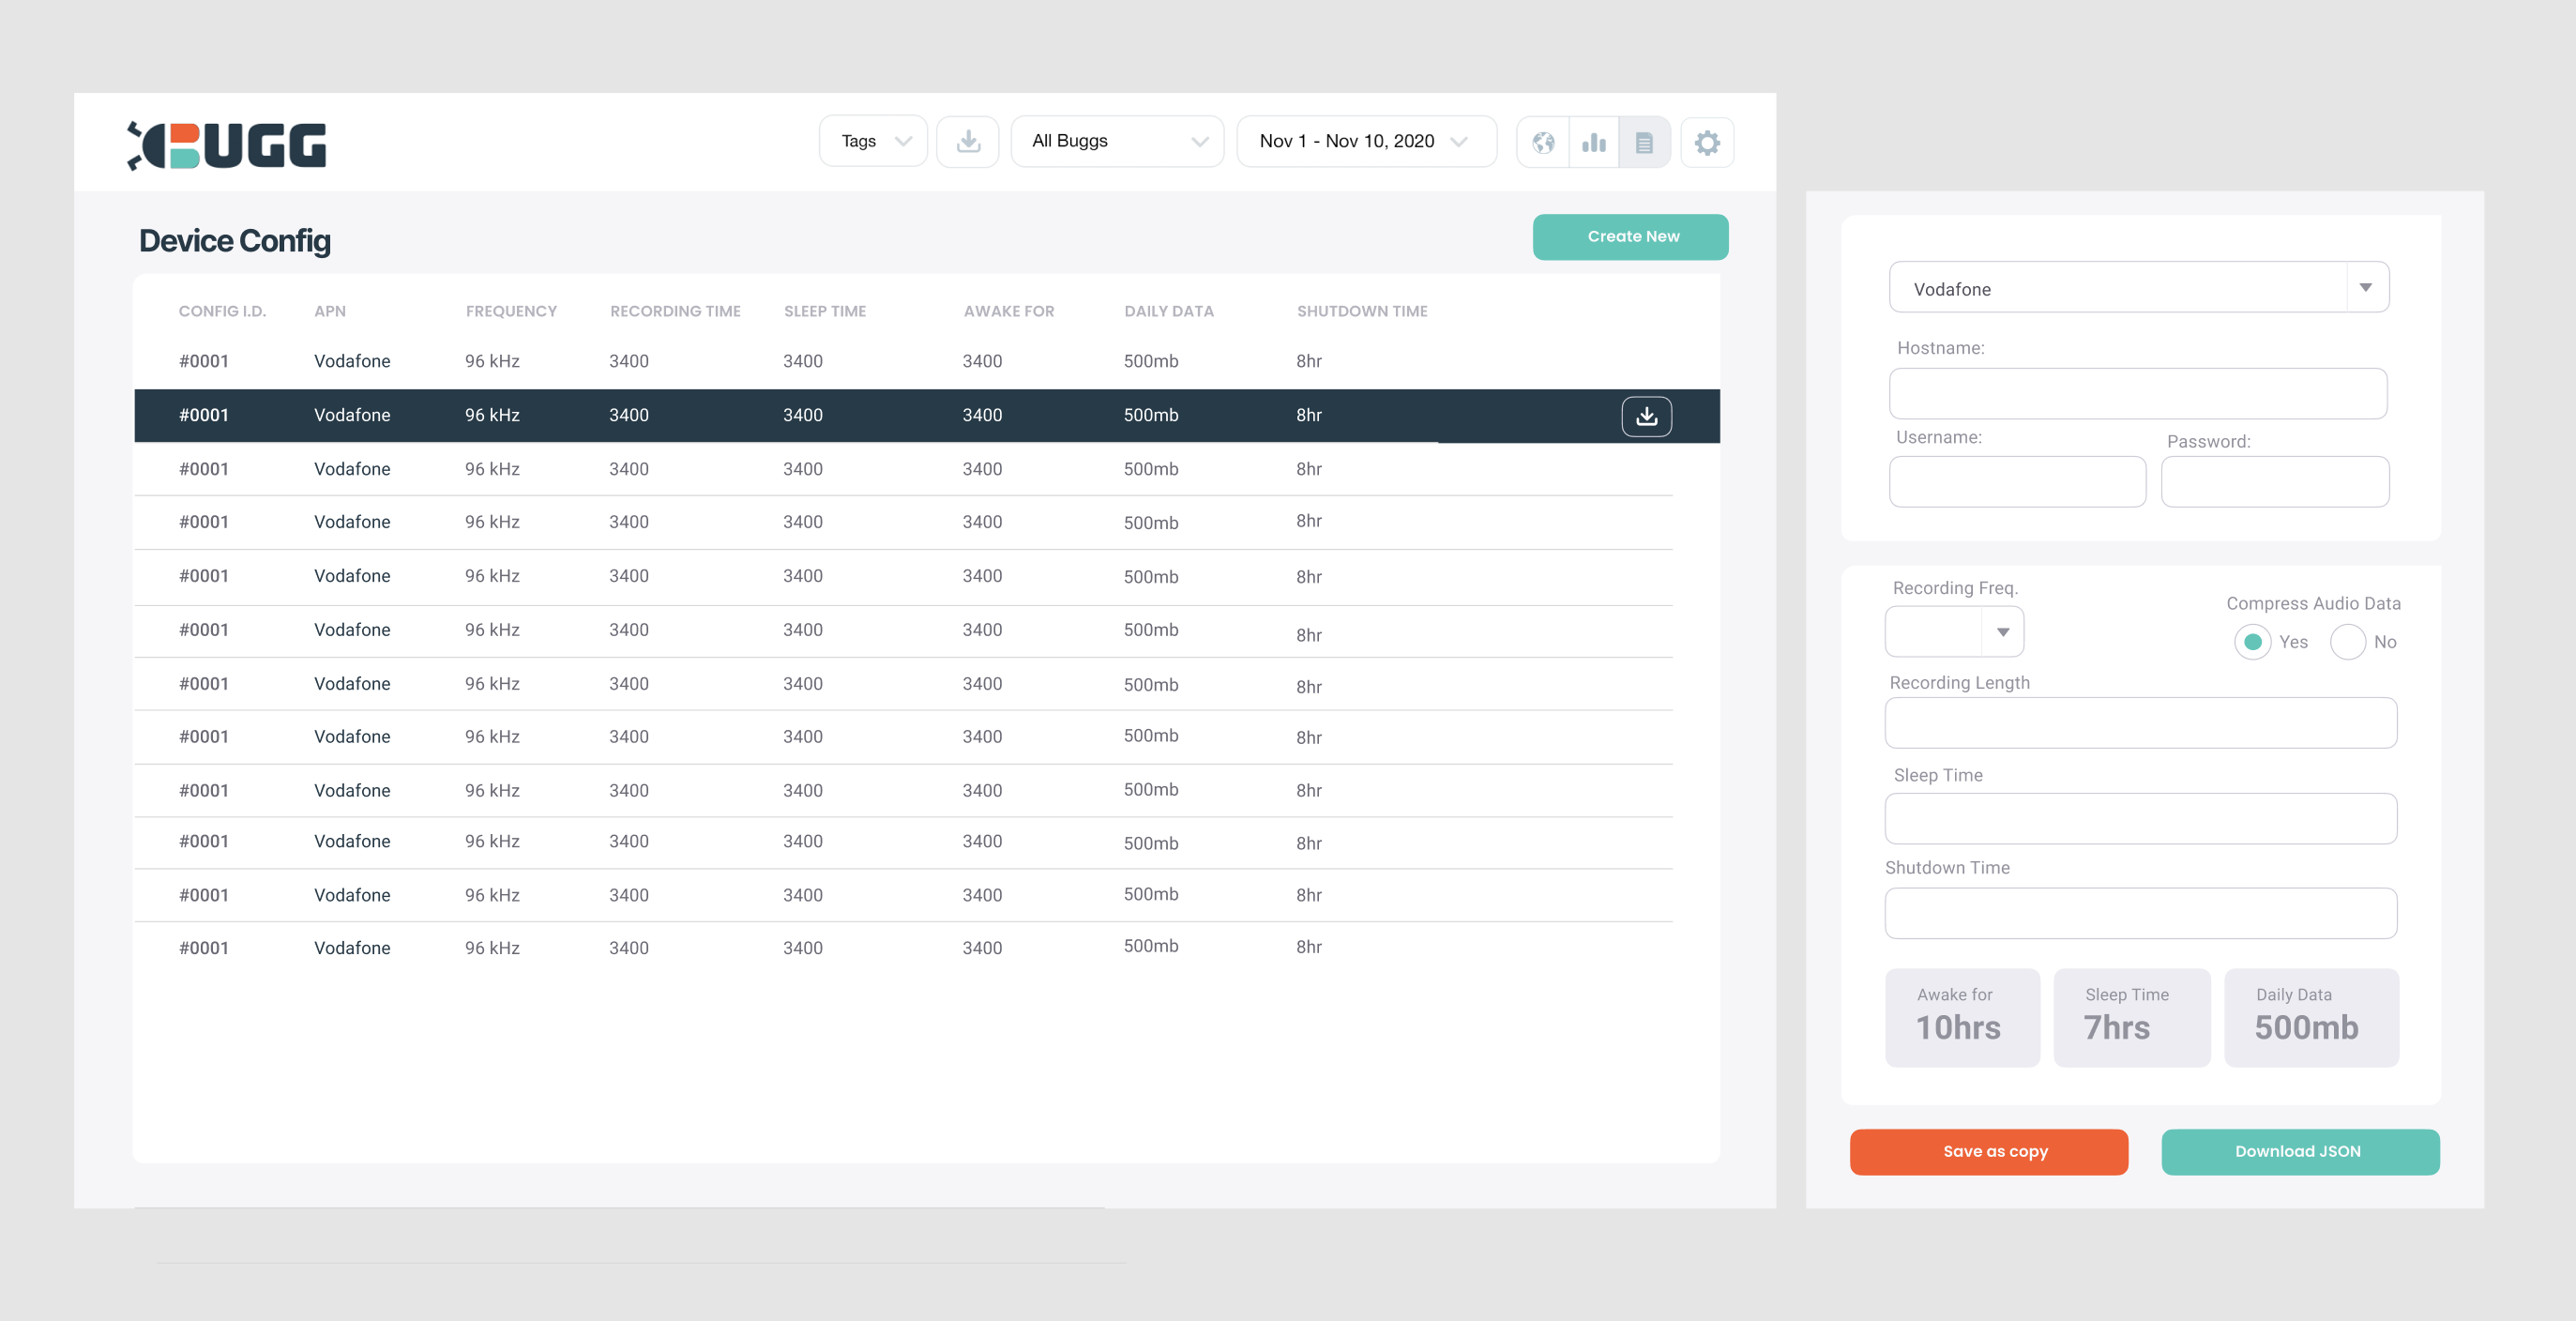 BUGG
Tags
All Buggs
Nov 1 - Nov 10, 2020
Device Config
Create New
CONFIG I.D. APN FREQUENCY RECORDING TIME SLEEP TIME AWAKE FOR DAILY DATA SHUTDOWN TIME
#0001 Vodafone 96 kHz 3400 3400 3400 500mb 8hr
#0001 Vodafone 96 kHz 3400 3400 3400 500mb 8hr
#0001 Vodafone 96 kHz 3400 3400 3400 500mb 8hr
#0001 Vodafone 96 kHz 3400 3400 3400 500mb 8hr
#0001 Vodafone 96 kHz 3400 3400 3400 500mb 8hr
#0001 Vodafone 96 kHz 3400 3400 3400 500mb 8hr
#0001 Vodafone 96 kHz 3400 3400 3400 500mb 8hr
#0001 Vodafone 96 kHz 3400 3400 3400 500mb 8hr
#0001 Vodafone 96 kHz 3400 3400 3400 500mb 8hr
#0001 Vodafone 96 kHz 3400 3400 3400 500mb 8hr
#0001 Vodafone 96 kHz 3400 3400 3400 500mb 8hr
#0001 Vodafone 96 kHz 3400 3400 3400 500mb 8hr
Vodafone
Hostname:
Username: Password:
Recording Freq.
Compress Audio Data
Yes No
Recording Length
Sleep Time
Shutdown Time
Awake for Sleep Time Daily Data
10hrs 7hrs 500mb
Save as copy Download JSON